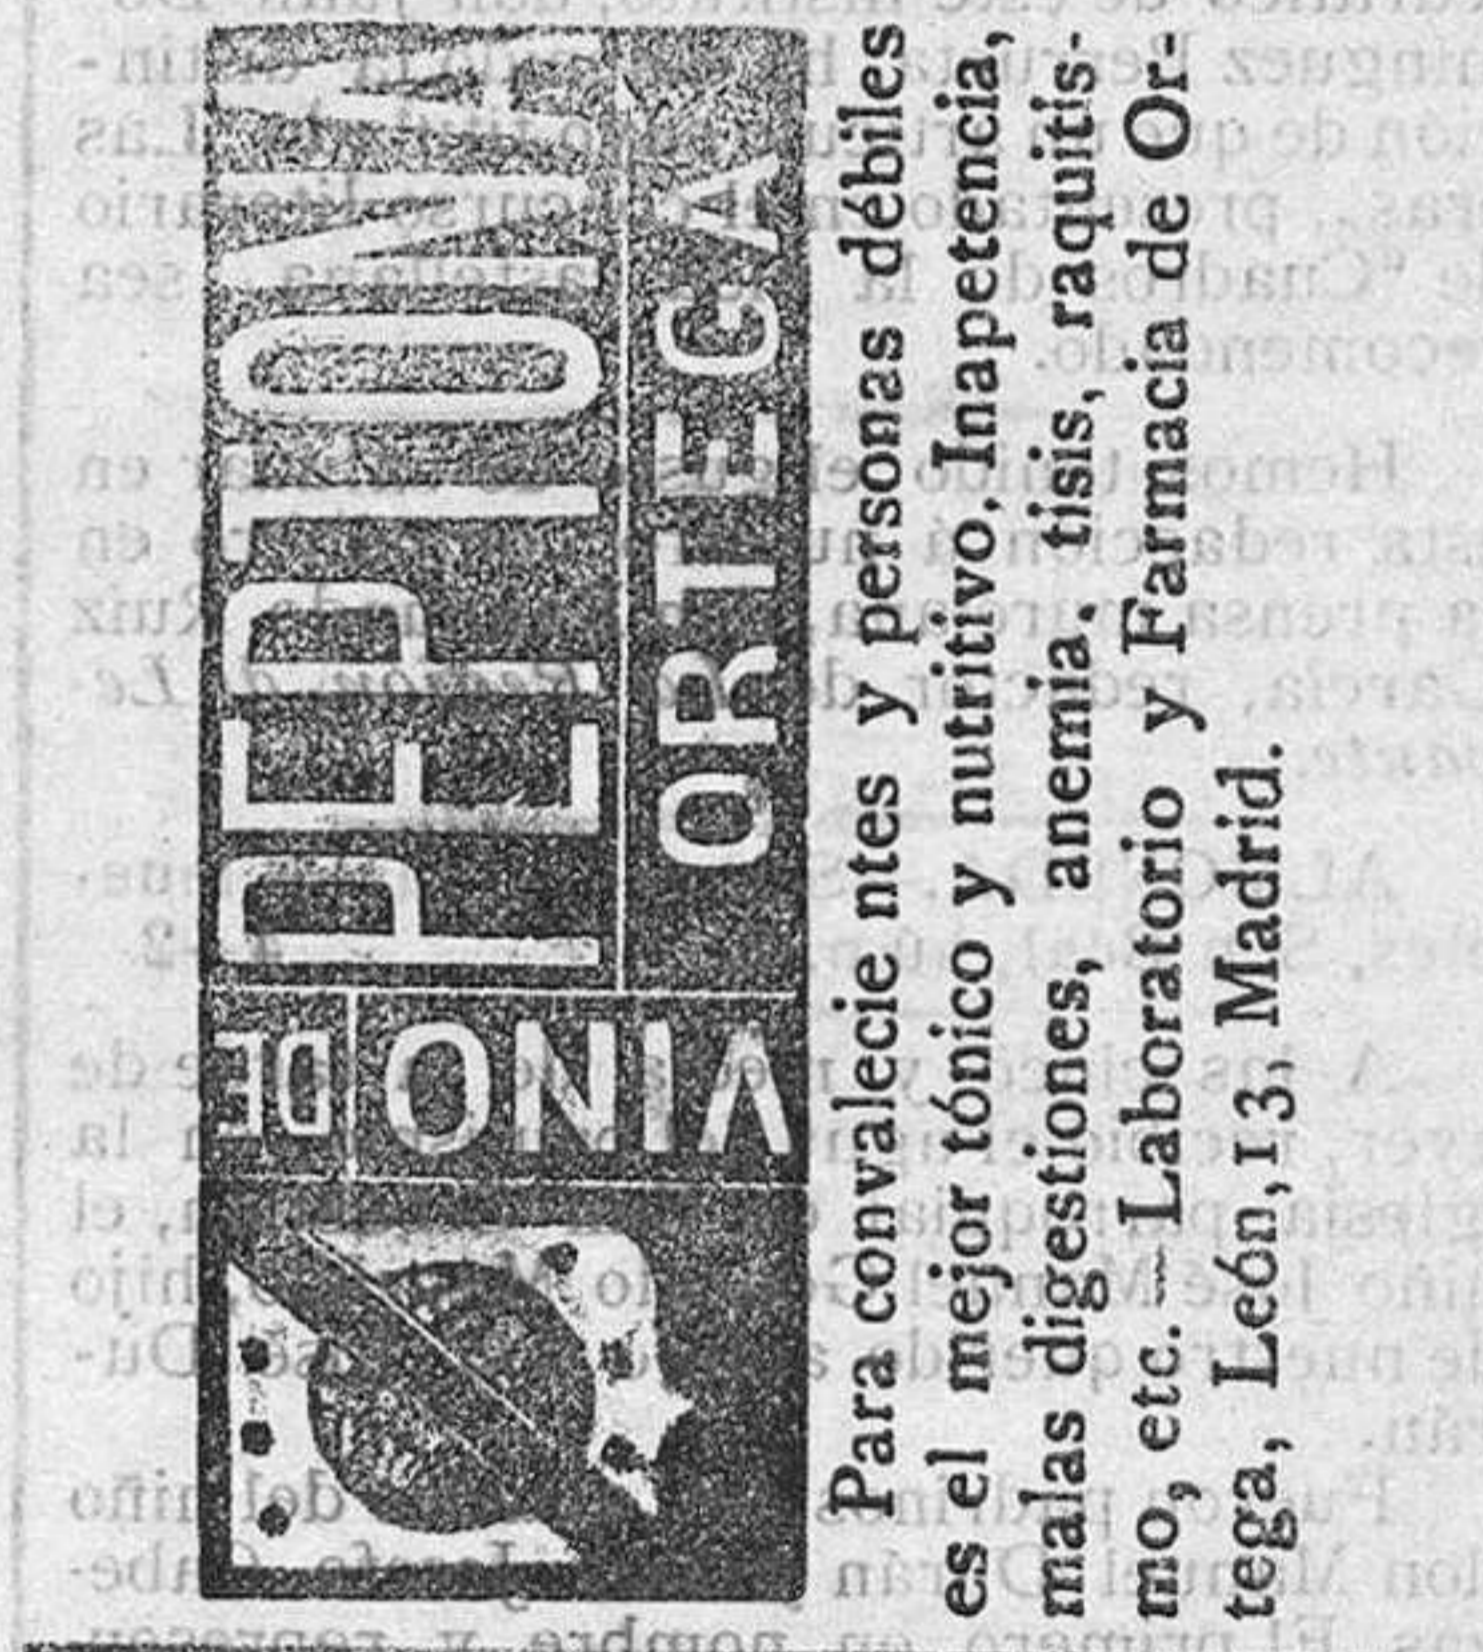 VINO
DE
PEPTONA
ORTEGA
Para convalecie ntes y personas débiles
es el mejor tónico y nutritivo. Inapetencia,
malas digestiones, anemia. tisis, raquitis-
mo, etc. — Laboratorio y Farmacia de Or-
tega, León, 13, Madrid.